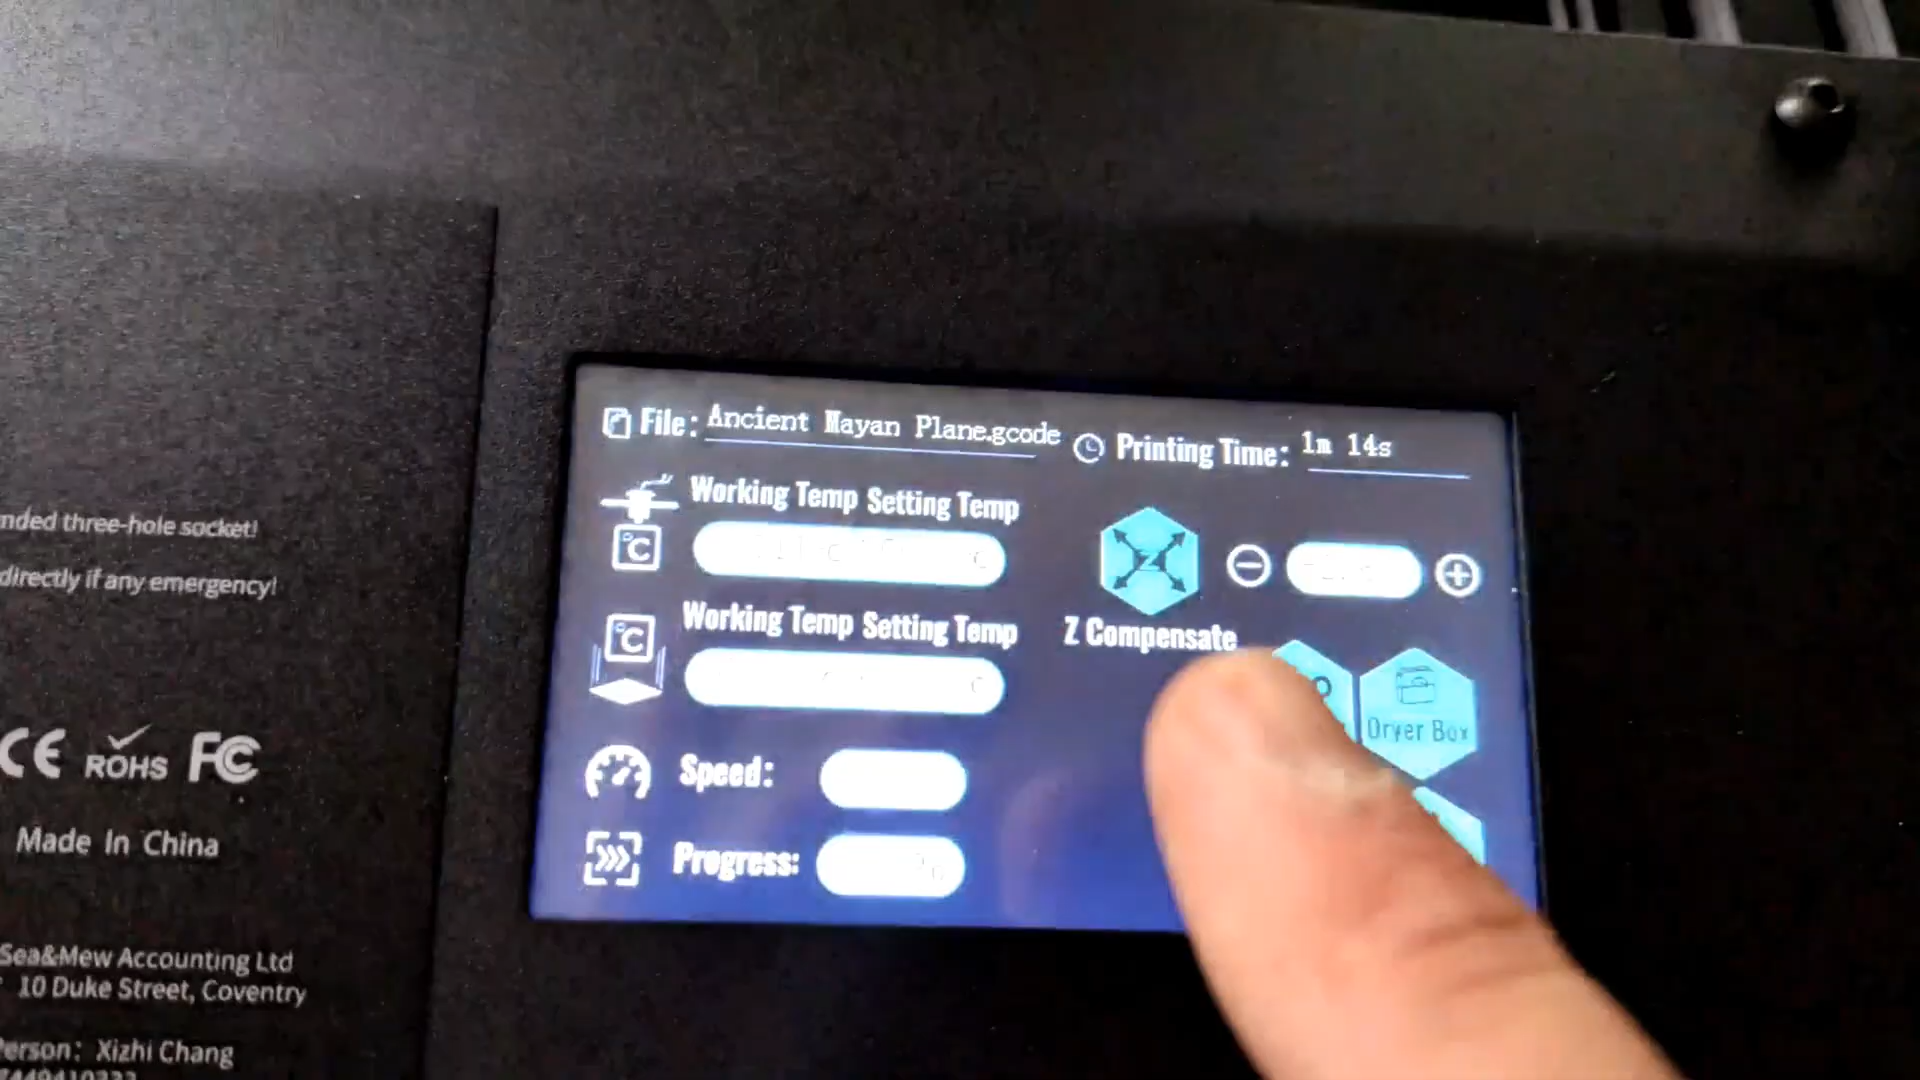 nded three-hole socket!
directly if any emergency!
CE RoHS FC
Made In China
Sea&Mew Accounting Ltd
10 Duke Street, Coventry
erson: Xizhi Chang
File: Ancient Mayan Plane.gcode
Printing Time: 1m 14s
Working Temp Setting Temp
°C
C
Z
Z Compensate
Working Temp Setting Temp
°C
C
Dryer Box
Speed:
Progress: